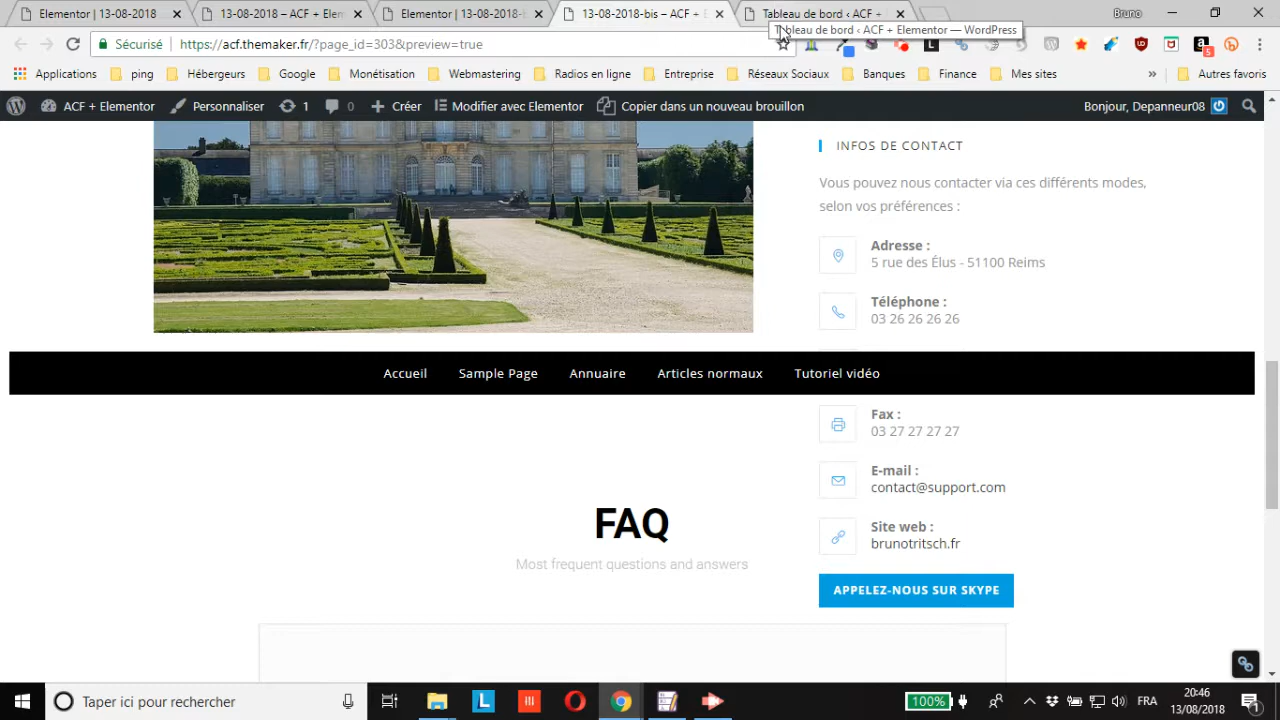 Elementor | 13-08-2018
13-08-2018 – ACF + Elem
Elementor | 13-08-2018-b
13-08-2018-bis – ACF + E
Tableau de bord ‹ ACF +
Bruno
Tableau de bord ‹ ACF + Elementor — WordPress
Sécurisé
https://acf.themaker.fr/?page_id=303&preview=true
Applications
ping
Hébergeurs
Google
Monétisation
Webmastering
Radios en ligne
Entreprise
Réseaux Sociaux
Banques
Finance
Mes sites
»
Autres favoris
ACF + Elementor
Personnaliser
1
0
Créer
Modifier avec Elementor
Copier dans un nouveau brouillon
Bonjour, Depanneur08
INFOS DE CONTACT
Vous pouvez nous contacter via ces différents modes,
selon vos préférences :
Adresse :
5 rue des Élus - 51100 Reims
Téléphone :
03 26 26 26 26
Accueil
Sample Page
Annuaire
Articles normaux
Tutoriel vidéo
Fax :
03 27 27 27 27
E-mail :
contact@support.com
FAQ
Most frequent questions and answers
Site web :
brunotritsch.fr
APPELEZ-NOUS SUR SKYPE
Taper ici pour rechercher
100%
FRA
20:46
13/08/2018